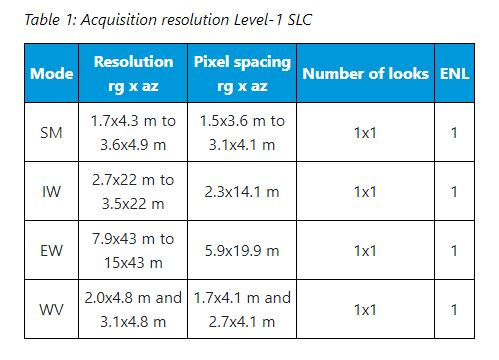 Table 1: Acquisition resolution Level-1 SLC
Mode Resolution rg x az Pixel spacing rg x az Number of looks ENL
SM 1.7x4.3 m to 3.6x4.9 m 1.5x3.6 m to 3.1x4.1 m 1x1 1
IW 2.7x22 m to 3.5x22 m 2.3x14.1 m 1x1 1
EW 7.9x43 m to 15x43 m 5.9x19.9 m 1x1 1
WV 2.0x4.8 m and 3.1x4.8 m 1.7x4.1 m and 2.7x4.1 m 1x1 1